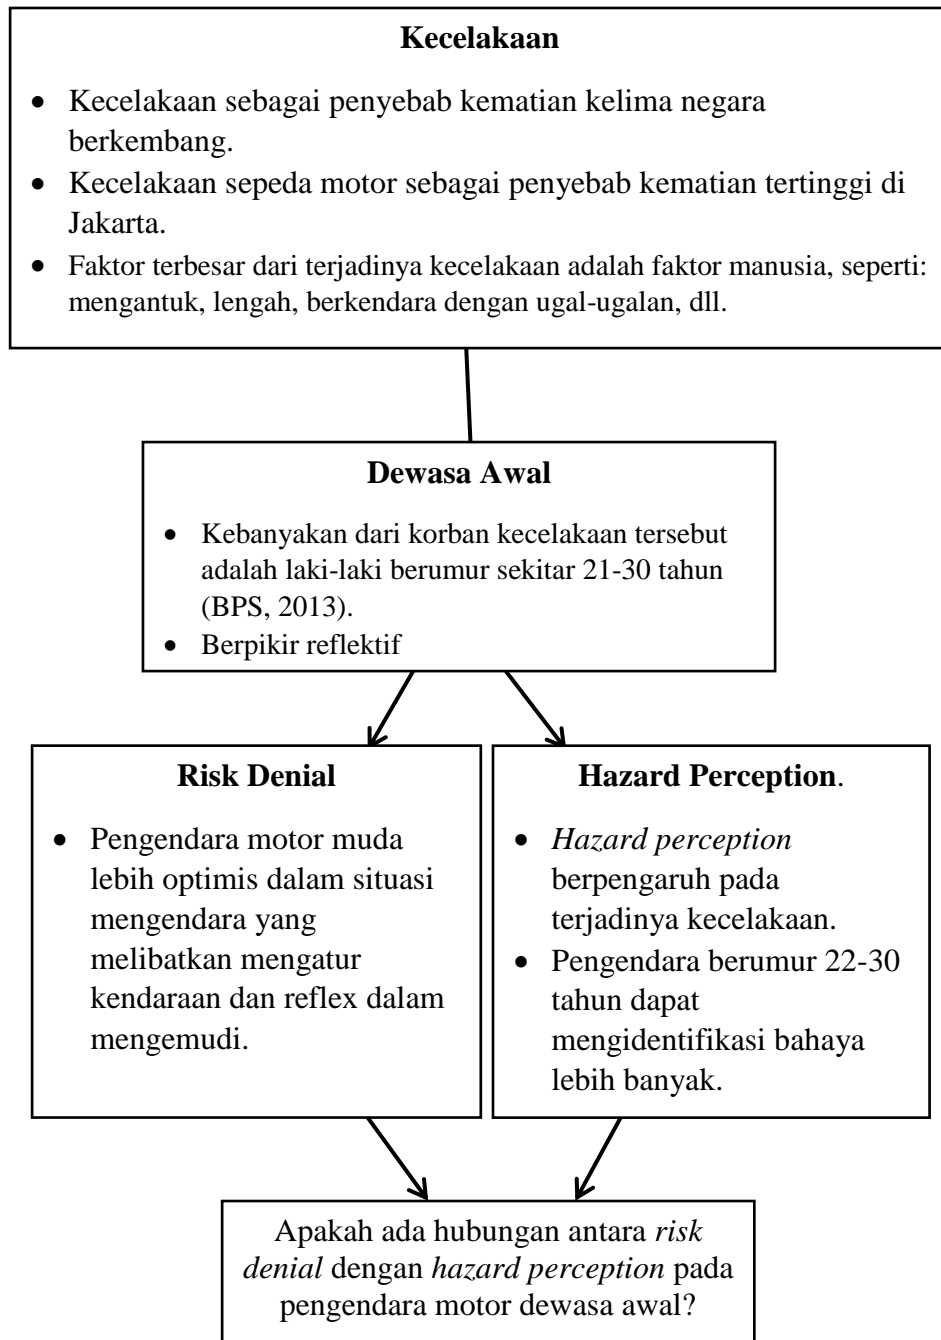 Kecelakaan
• Kecelakaan sebagai penyebab kematian kelima negara
berkembang.
• Kecelakaan sepeda motor sebagai penyebab kematian tertinggi di
Jakarta.
• Faktor terbesar dari terjadinya kecelakaan adalah faktor manusia, seperti:
mengantuk, lengah, berkendara dengan ugal-ugalan, dll.
Dewasa Awal
• Kebanyakan dari korban kecelakaan tersebut
adalah laki-laki berumur sekitar 21-30 tahun
(BPS, 2013).
• Berpikir reflektif
Risk Denial
• Pengendara motor muda
lebih optimis dalam situasi
mengendara yang
melibatkan mengatur
kendaraan dan reflex dalam
mengemudi.
Hazard Perception.
• Hazard perception
berpengaruh pada
terjadinya kecelakaan.
• Pengendara berumur 22-30
tahun dapat
mengidentifikasi bahaya
lebih banyak.
Apakah ada hubungan antara risk
denial dengan hazard perception pada
pengendara motor dewasa awal?